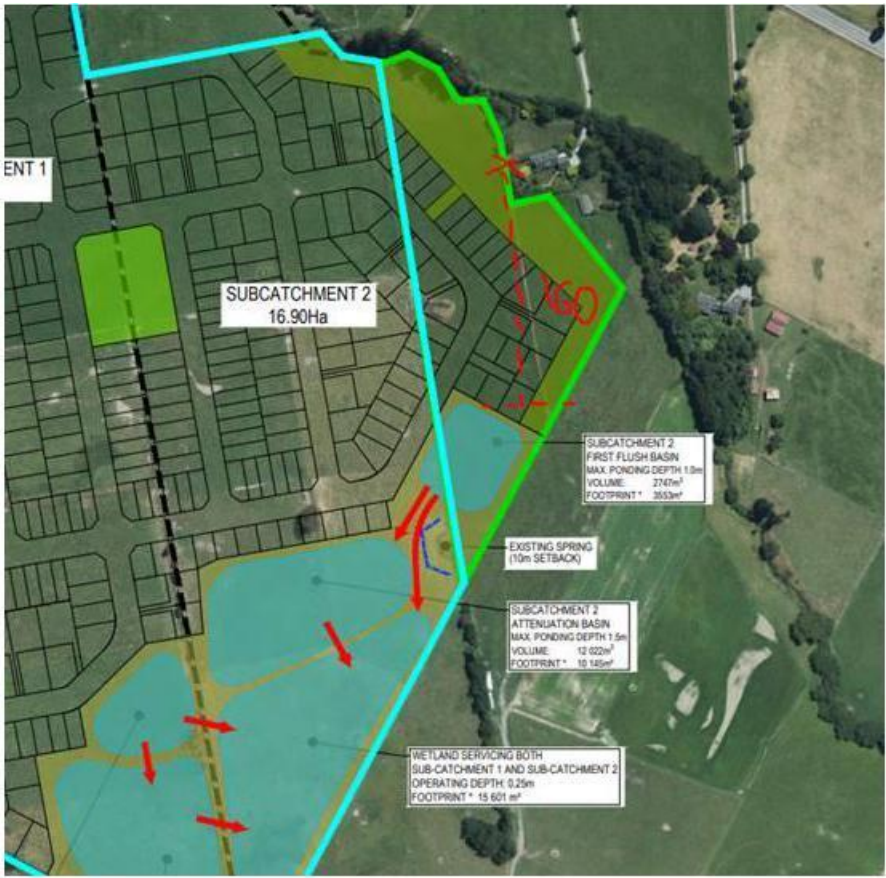 ENT 1
SUBCATCHMENT 2
16.90Ha
SUBCATCHMENT 2
FIRST FLUSH BASIN
MAX. PONDING DEPTH 1.0m
VOLUME: 2747m³
FOOTPRINT * 3553m²
EXISTING SPRING
(10m SETBACK)
SUBCATCHMENT 2
ATTENUATION BASIN
MAX. PONDING DEPTH 1.5m
VOLUME: 12 022m³
FOOTPRINT * 10 145m²
WETLAND SERVICING BOTH
SUB-CATCHMENT 1 AND SUB-CATCHMENT 2
OPERATING DEPTH: 0.25m
FOOTPRINT * 15 601 m²